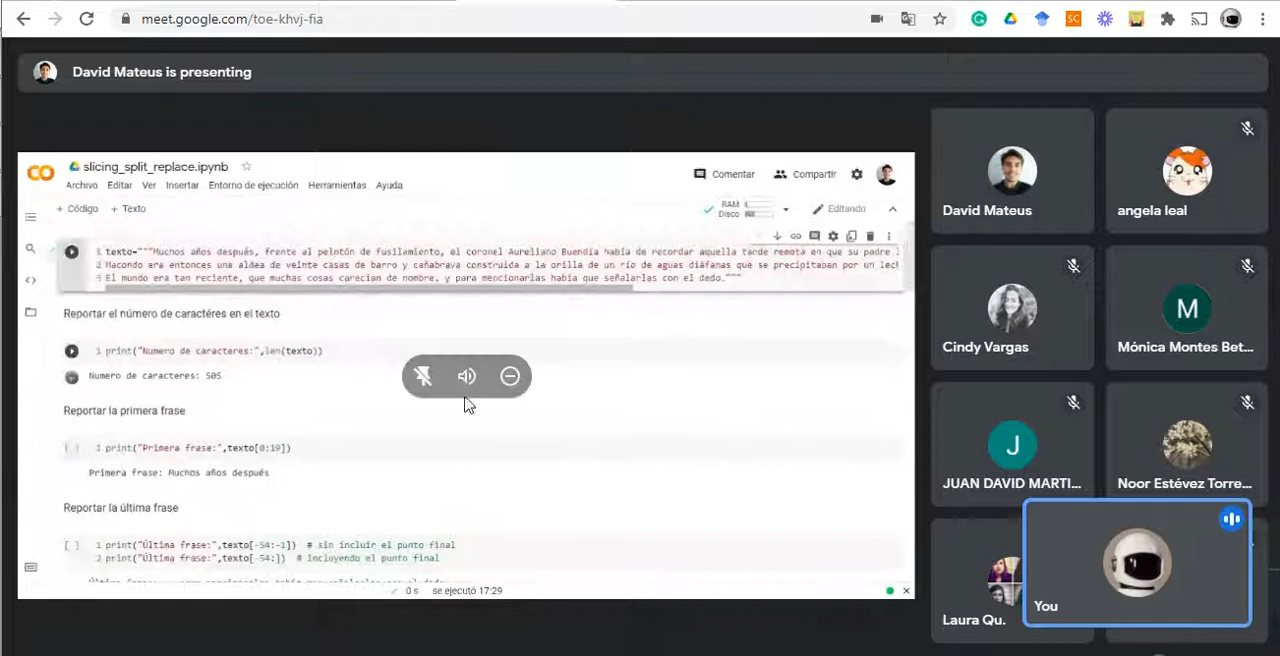 meet.google.com/toe-khvj-fia
David Mateus is presenting
slicing_split_replace.ipynb
Archivo Editar Ver Insertar Entorno de ejecución Herramientas Ayuda
Comentar
Compartir
+ Código + Texto
RAM
Disco
Editando
1 texto="""Muchos años después, frente al pelotón de fusilamiento, el coronel Aureliano Buendía había de recordar aquella tarde remota en que su padre
2 Macondo era entonces una aldea de veinte casas de barro y cañabrava construida a la orilla de un río de aguas diáfanas que se precipitaban por un lech
3 El mundo era tan reciente, que muchas cosas carecían de nombre, y para mencionarlas había que señalarlas con el dedo."""
Reportar el número de caractéres en el texto
1 print("Numero de caracteres:",len(texto))
Numero de caracteres: 505
Reportar la primera frase
[ ] 1 print("Primera frase:",texto[0:19])
Primera frase: Muchos años después
Reportar la última frase
[ ] 1 print("Última frase:",texto[-54:-1]) # sin incluir el punto final
2 print("Última frase:",texto[-54:]) # incluyendo el punto final
0 s se ejecutó 17:29
David Mateus
angela leal
Cindy Vargas
M
Mónica Montes Bet...
J
JUAN DAVID MARTI...
Noor Estévez Torre...
Laura Qu.
You